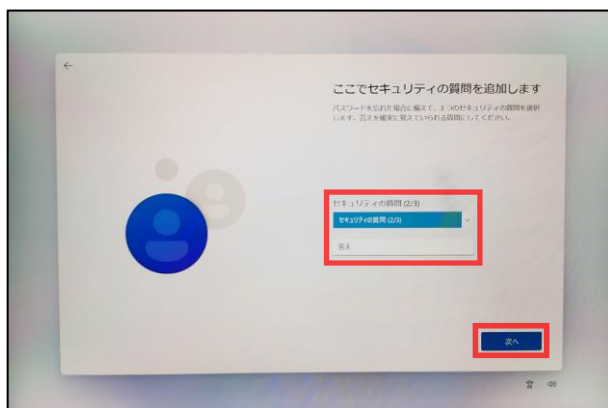 ここでセキュリティの質問を追加します
パスワードを忘れた場合に備えて、3 つのセキュリティの質問を選択
します。答えを確実に覚えていられる質問にしてください。
セキュリティの質問 (2/3)
セキュリティの質問 (2/3)
答え
次へ